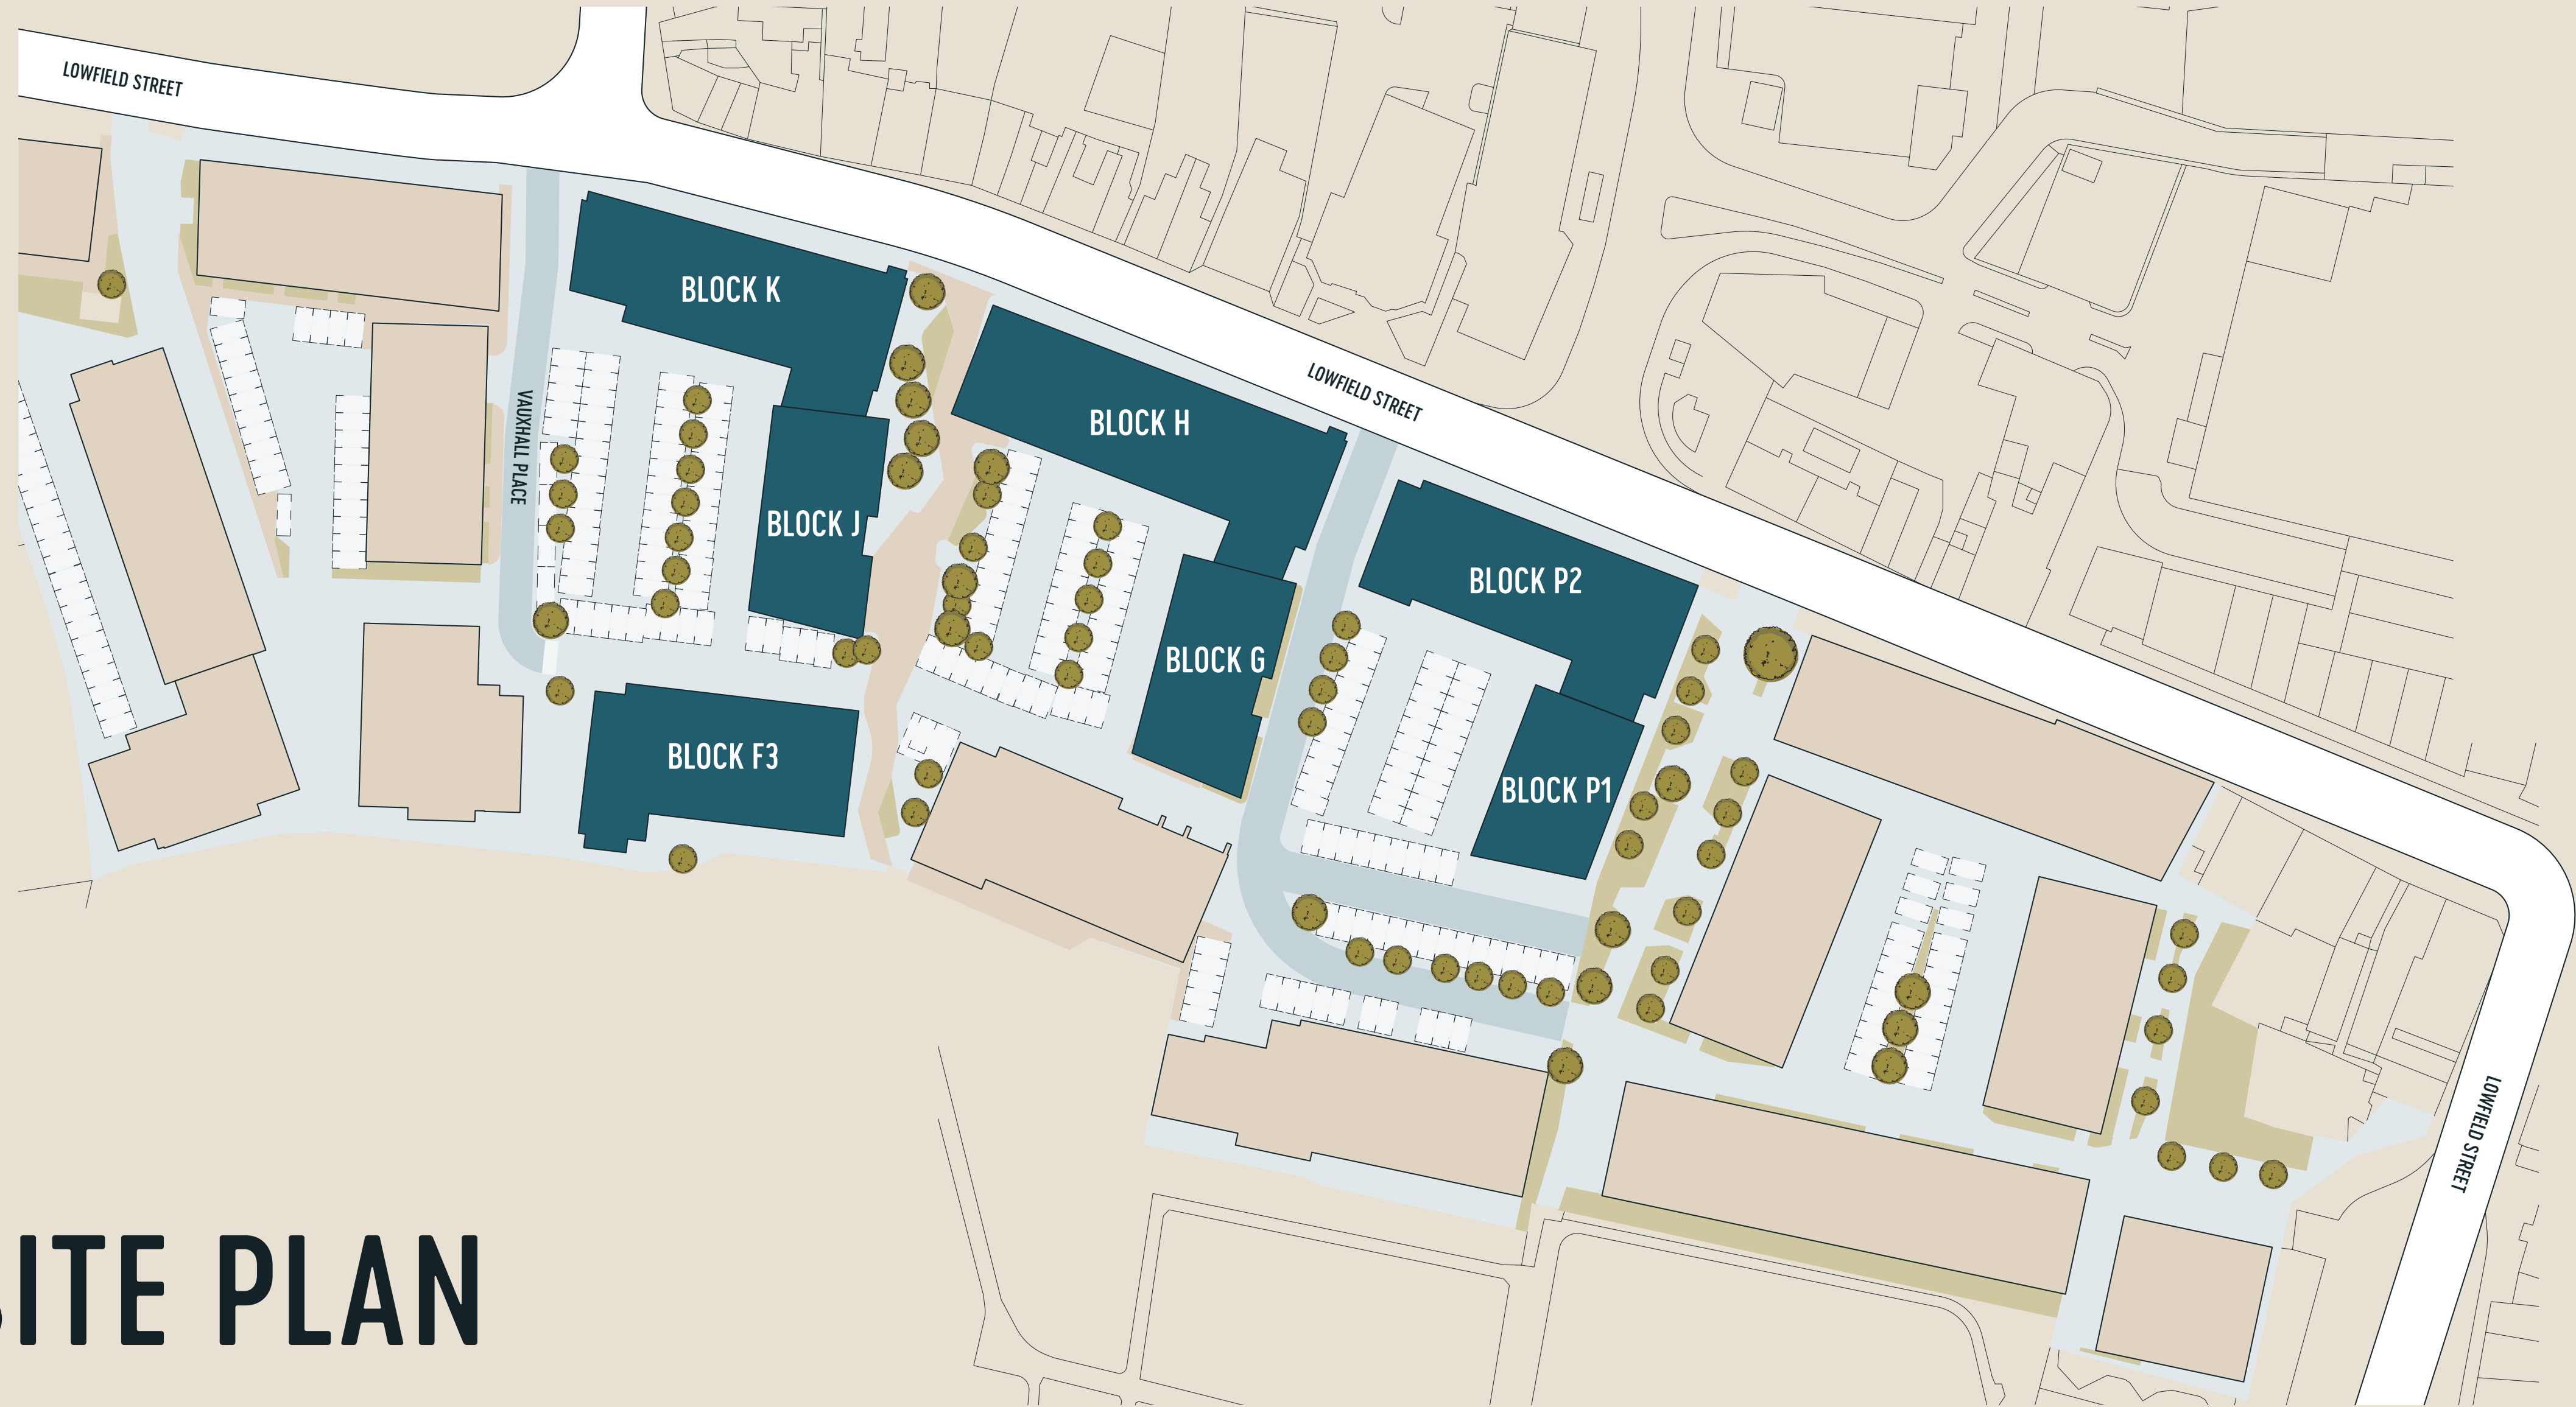 LOWFIELD STREET
BLOCK K
LOWFIELD STREET
BLOCK H
VAUXHALL PLACE
BLOCK J
BLOCK P2
BLOCK G
BLOCK F3
BLOCK P1
LOWFIELD STREET
SITE PLAN